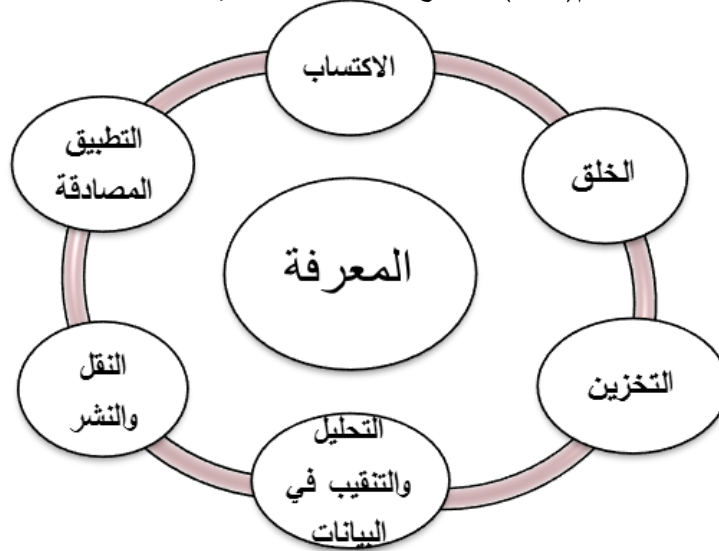 الاكتساب
الخلق
التخزين
التحليل
والتنقيب في
البيانات
النقل
والنشر
التطبيق
المصادقة
المعرفة